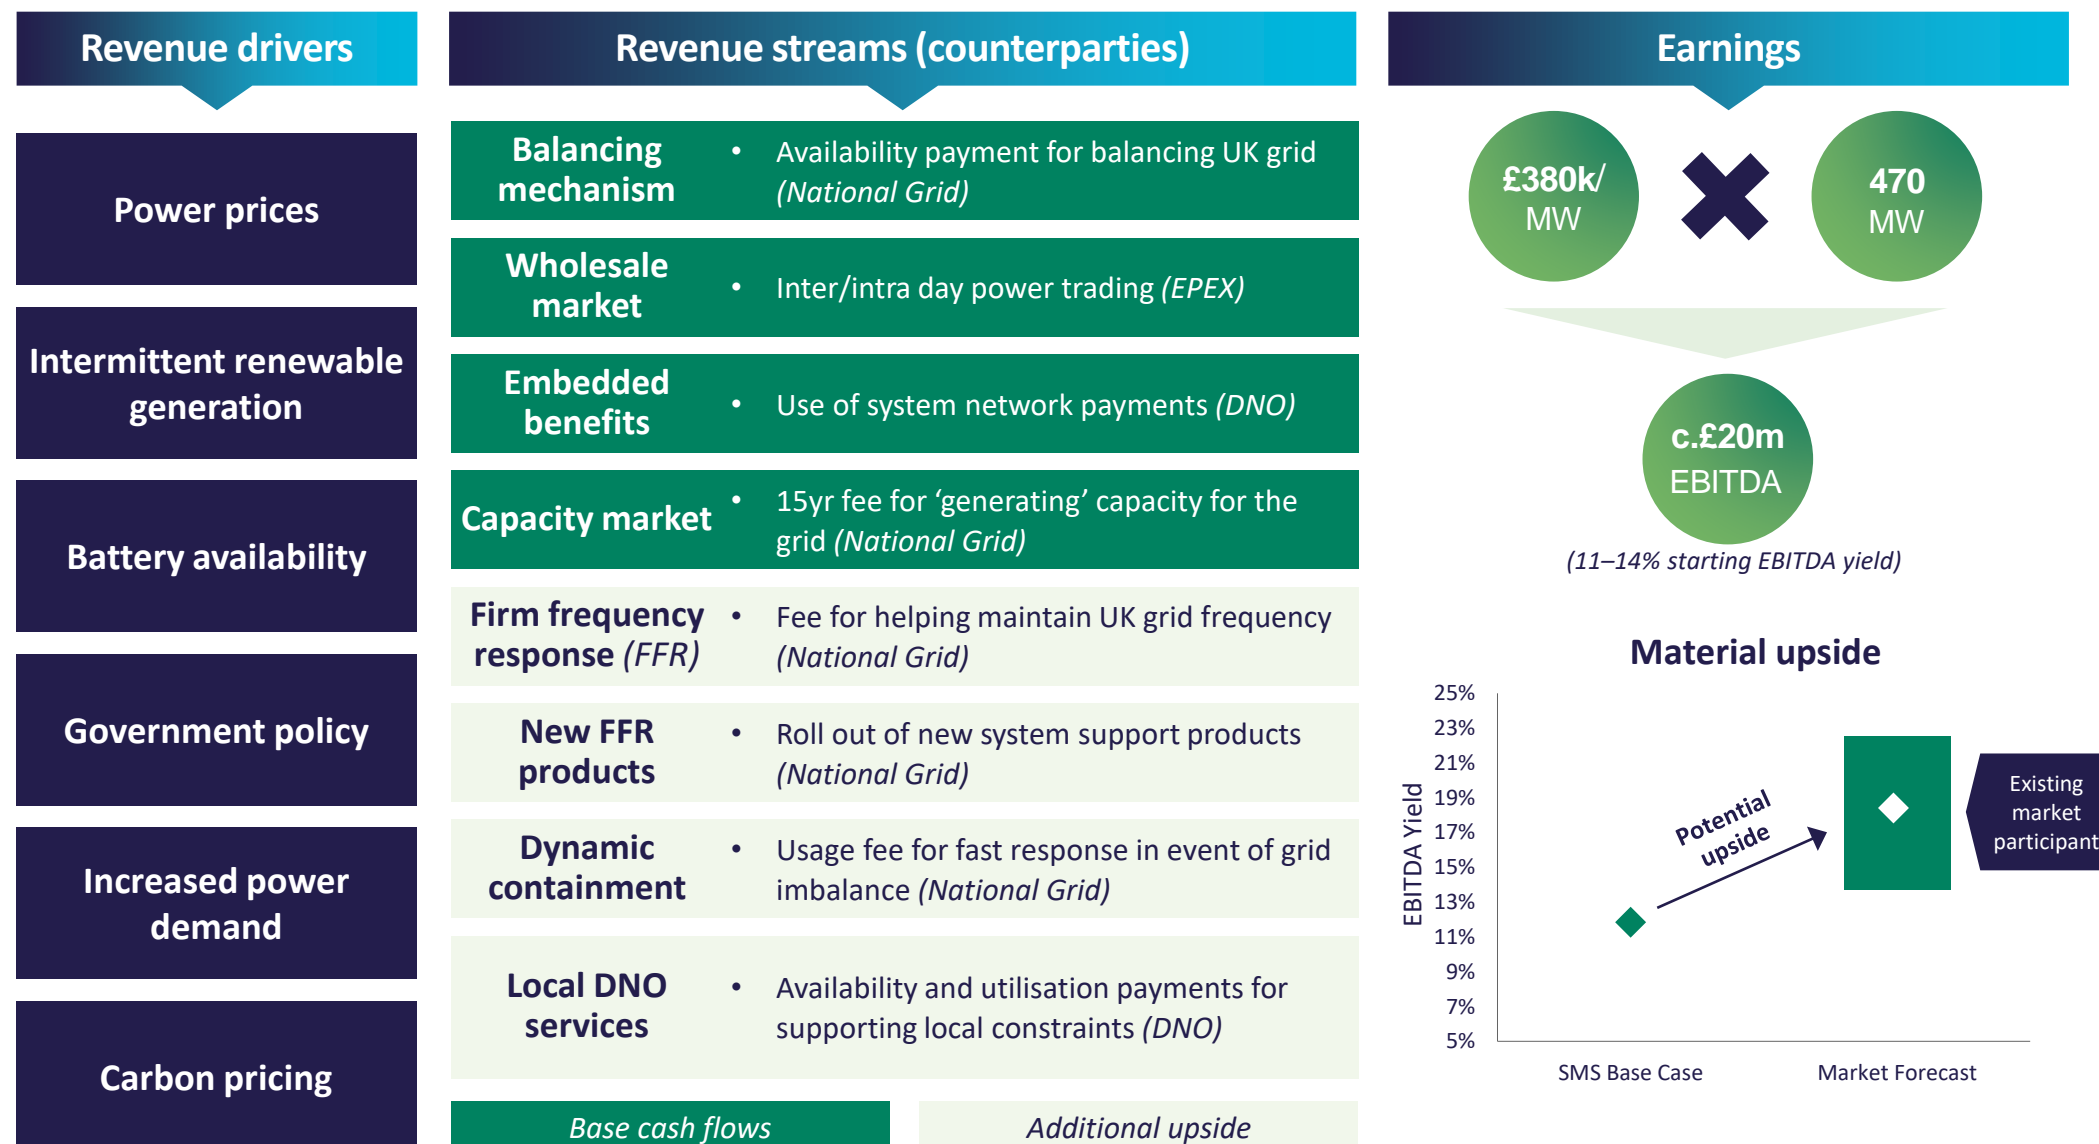 Revenue drivers
Power prices
Intermittent renewable
generation
Battery availability
Government policy
Increased power
demand
Carbon pricing
Revenue streams (counterparties)
Balancing
mechanism
• Availability payment for balancing UK grid
(National Grid)
Wholesale
market
• Inter/intra day power trading (EPEX)
Embedded
benefits
• Use of system network payments (DNO)
Capacity market
• 15yr fee for ‘generating’ capacity for the
grid (National Grid)
Firm frequency
response (FFR)
• Fee for helping maintain UK grid frequency
(National Grid)
New FFR
products
• Roll out of new system support products
(National Grid)
Dynamic
containment
• Usage fee for fast response in event of grid
imbalance (National Grid)
Local DNO
services
• Availability and utilisation payments for
supporting local constraints (DNO)
Base cash flows
Additional upside
Earnings
£380k/
MW
470
MW
c.£20m
EBITDA
(11–14% starting EBITDA yield)
Material upside
EBITDA Yield
25%
23%
21%
19%
17%
15%
13%
11%
9%
7%
5%
Potential
upside
Existing
market
participant
SMS Base Case
Market Forecast